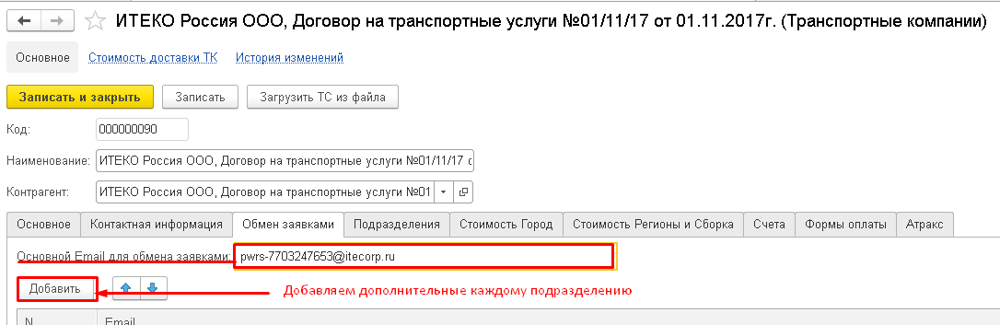 ИТЕКО Россия ООО, Договор на транспортные услуги №01/11/17 от 01.11.2017г. (Транспортные компании)
Основное Стоимость доставки ТК История изменений
Записать и закрыть Записать Загрузить ТС из файла
Код: 000000090
Наименование: ИТЕКО Россия ООО, Договор на транспортные услуги №01/11/17 о
Контрагент: ИТЕКО Россия ООО, Договор на транспортные услуги №01
Основное Контактная информация Обмен заявками Подразделения Стоимость Город Стоимость Регионы и Сборка Счета Формы оплаты Атракс
Основной Email для обмена заявками: pwrs-7703247653@itecorp.ru
Добавить Добавляем дополнительные каждому подразделению
N Email